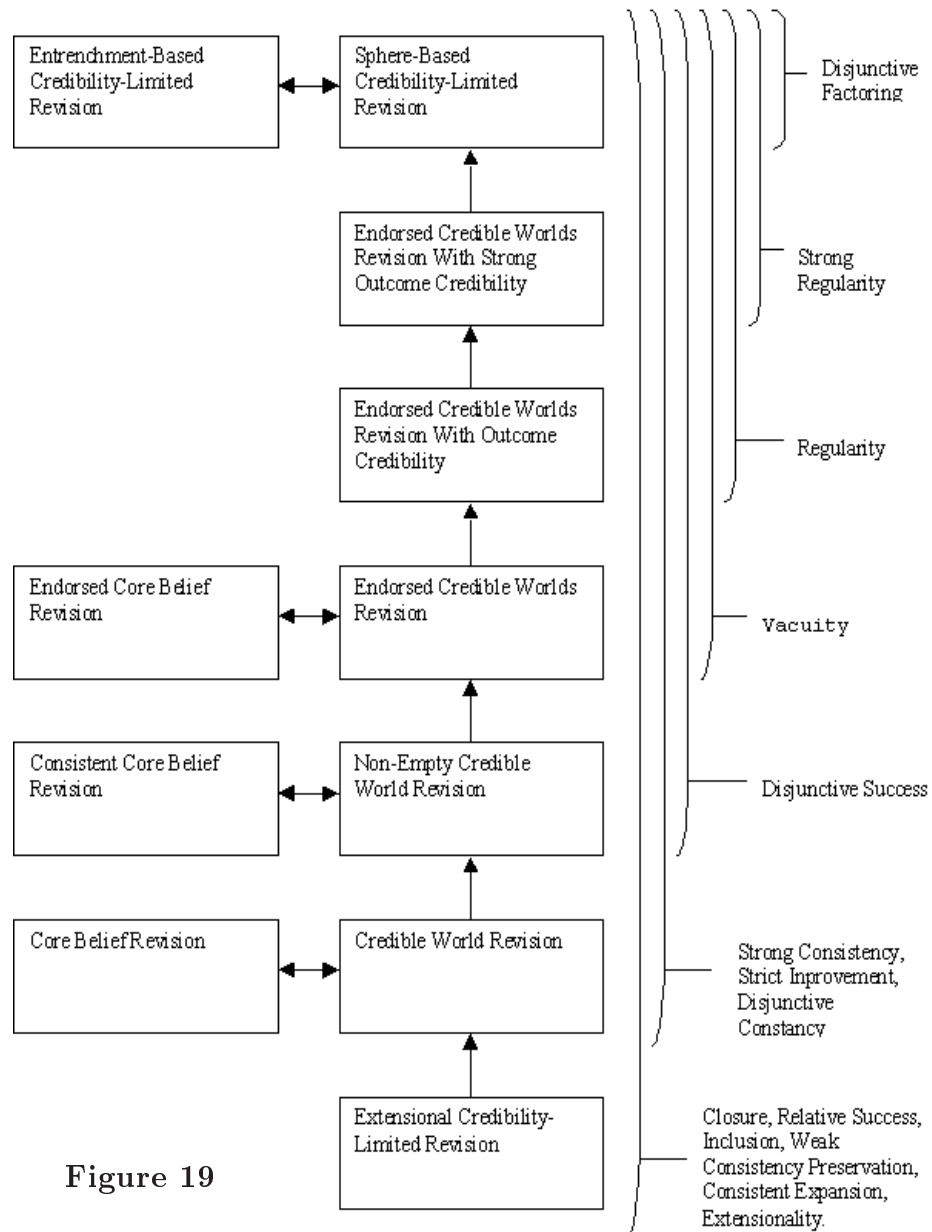 Entrenchment-Based
Credibility-Limited
Revision
Sphere-Based
Credibility-Limited
Revision
Disjunctive
Factoring
Endorsed Credible Worlds
Revision With Strong
Outcome Credibility
Strong
Regularity
Endorsed Credible Worlds
Revision With Outcome
Credibility
Regularity
Endorsed Core Belief
Revision
Endorsed Credible Worlds
Revision
Vacuity
Consistent Core Belief
Revision
Non-Empty Credible
World Revision
Disjunctive Success
Core Belief Revision
Credible World Revision
Strong Consistency,
Strict Inprovement,
Disjunctive
Constancy
Extensional Credibility-
Limited Revision
Closure, Relative Success,
Inclusion, Weak
Consistency Preservation,
Consistent Expansion,
Extensionality.
Figure 19